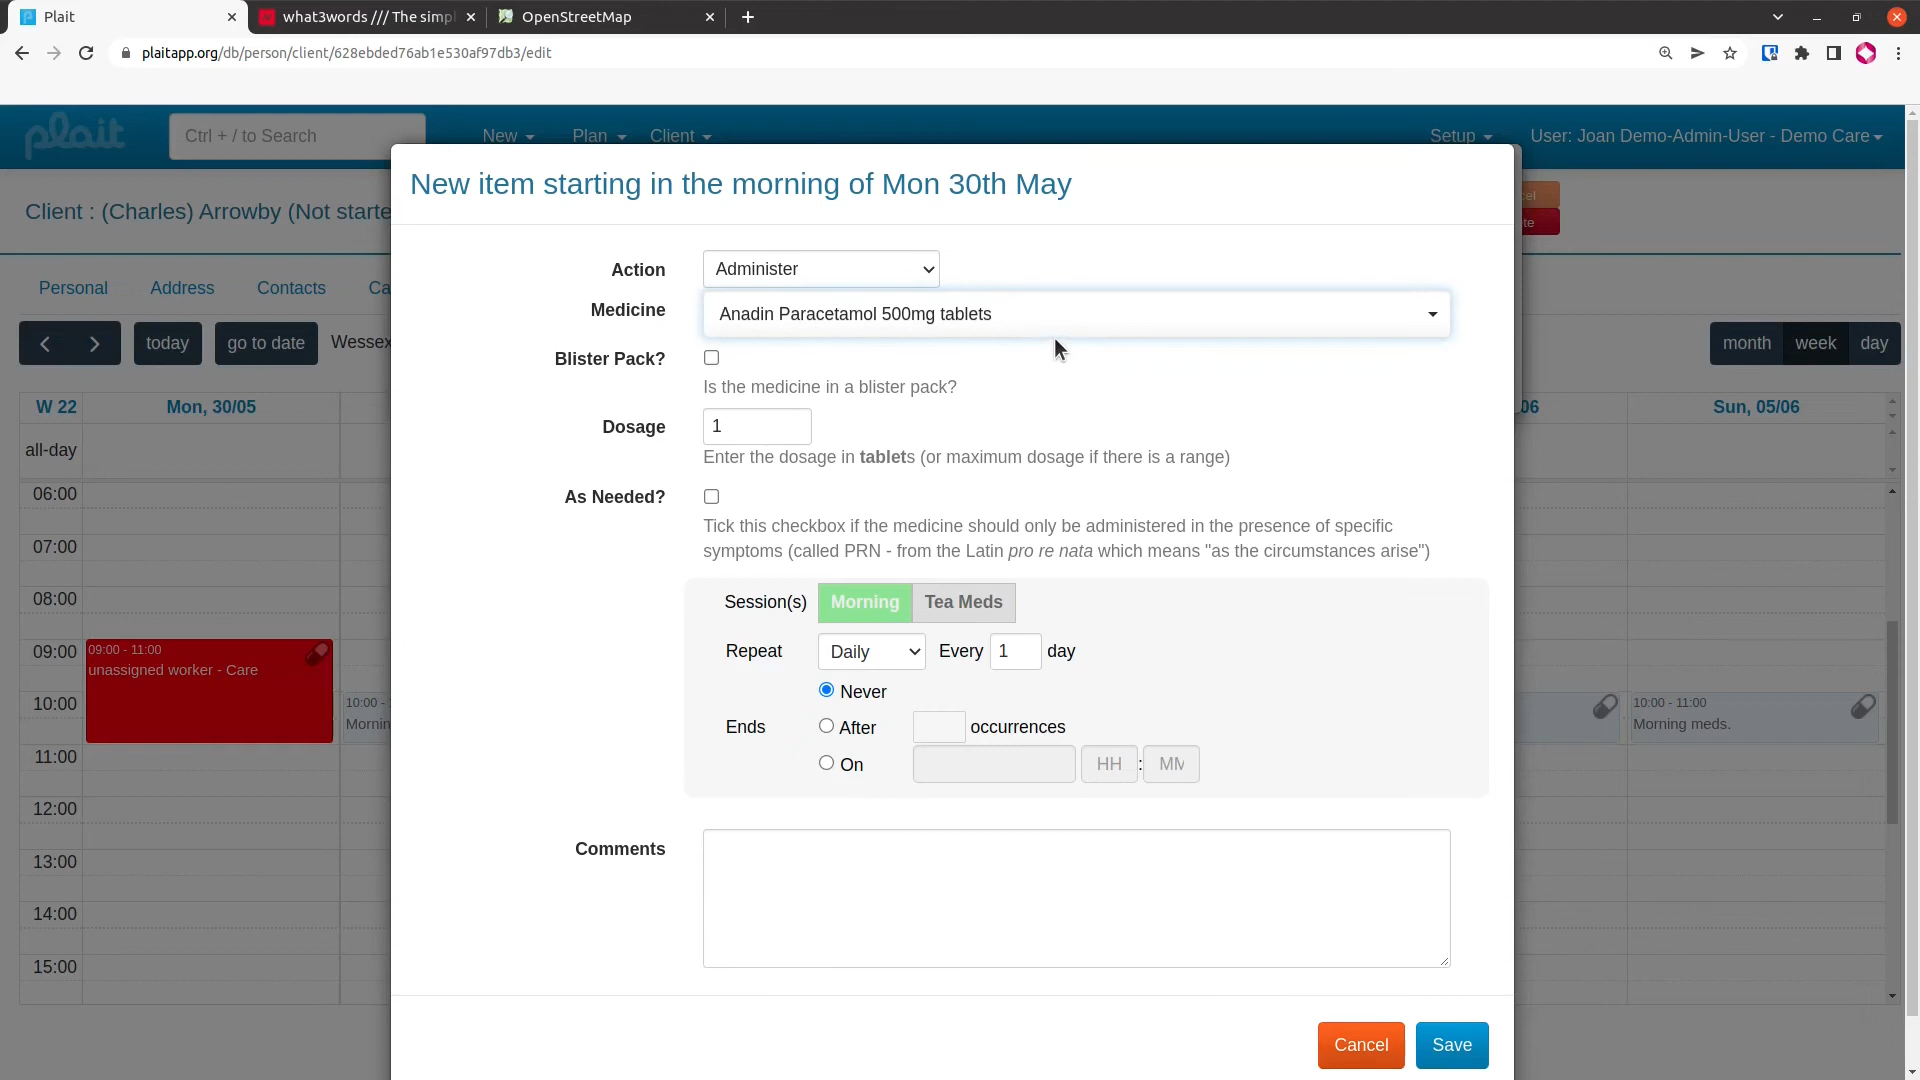 Plait
what3words /// The simpl
OpenStreetMap
plaitapp.org/db/person/client/628ebded76ab1e530af97db3/edit
plait
Ctrl + / to Search
New
Plan
Client
Setup
User: Joan Demo-Admin-User - Demo Care
New item starting in the morning of Mon 30th May
Client : (Charles) Arrowby (Not starte
cel
te
Personal
Address
Contacts
Ca
today
go to date
Wessex
month
week
day
W 22
Mon, 30/05
06
Sun, 05/06
all-day
06:00
07:00
08:00
09:00
10:00
11:00
12:00
13:00
14:00
15:00
09:00 - 11:00
unassigned worker - Care
10:00 -
Mornin
10:00 - 11:00
Morning meds.
Action
Administer
Medicine
Anadin Paracetamol 500mg tablets
Blister Pack?
Is the medicine in a blister pack?
Dosage
1
Enter the dosage in tablets (or maximum dosage if there is a range)
As Needed?
Tick this checkbox if the medicine should only be administered in the presence of specific
symptoms (called PRN - from the Latin pro re nata which means "as the circumstances arise")
Session(s)
Morning
Tea Meds
Repeat
Daily
Every 1 day
Never
Ends
After
occurrences
On
HH : MM
Comments
Cancel
Save